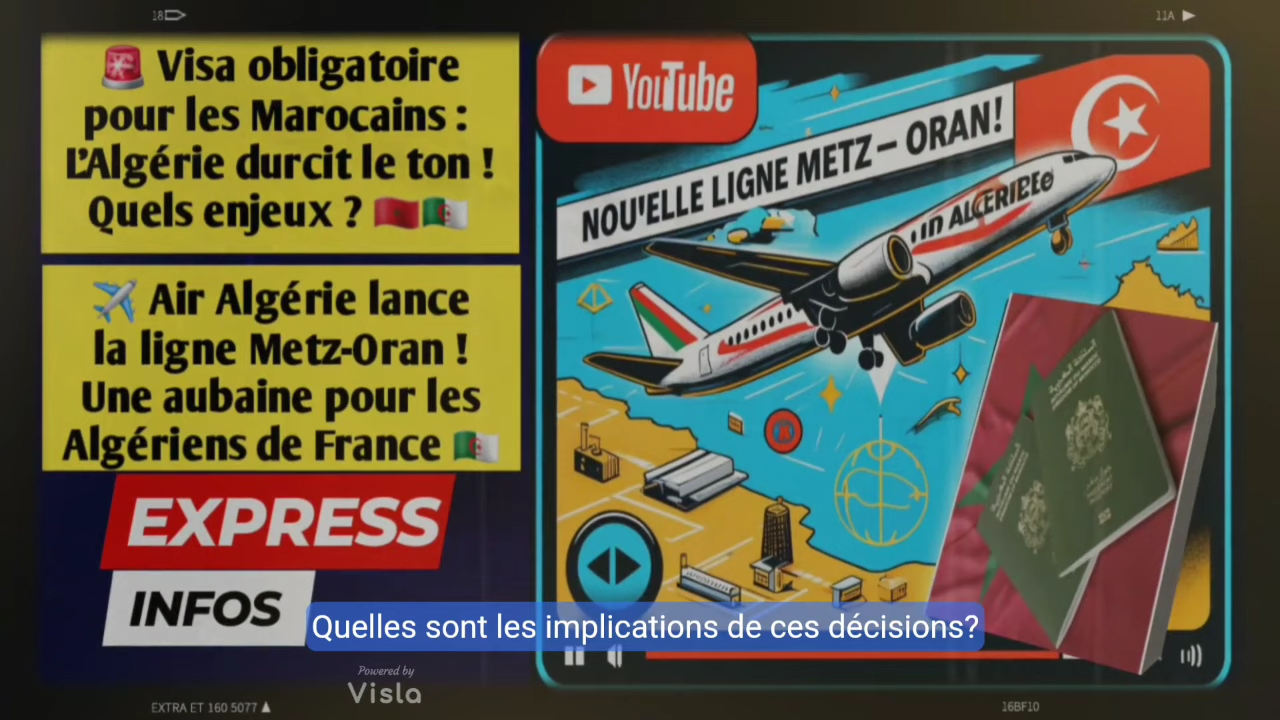 18
11A
🚨 Visa obligatoire
pour les Marocains :
L'Algérie durcit le ton !
Quels enjeux ? 🇲🇦🇩🇿
✈️ Air Algérie lance
la ligne Metz-Oran !
Une aubaine pour les
Algériens de France 🇩🇿
EXPRESS
INFOS
YouTube
NOU'ELLE LIGNE METZ – ORAN!
Quelles sont les implications de ces décisions?
Powered by
Visla
EXTRA ET 160 5077
16BF10